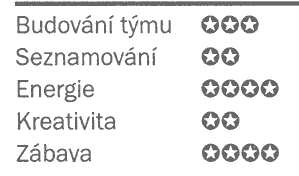 Budování týmu ✪✪✪
Seznamování ✪✪
Energie ✪✪✪✪
Kreativita ✪✪
Zábava ✪✪✪✪